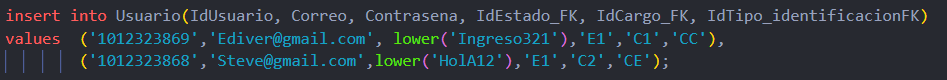 insert into Usuario(IdUsuario, Correo, Contrasena, IdEstado_FK, IdCargo_FK, IdTipo_identificacionFK)
values ('1012323869','Ediver@gmail.com', lower('Ingreso321'),'E1','C1','CC'),
('1012323868','Steve@gmail.com',lower('HolA12'),'E1','C2','CE');